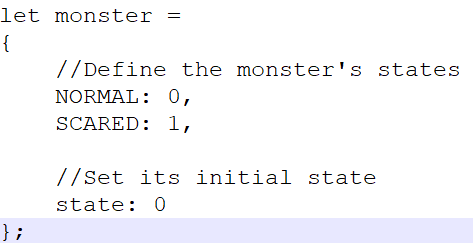 let monster =
{
    //Define the monster's states
    NORMAL: 0,
    SCARED: 1,

    //Set its initial state
    state: 0
};